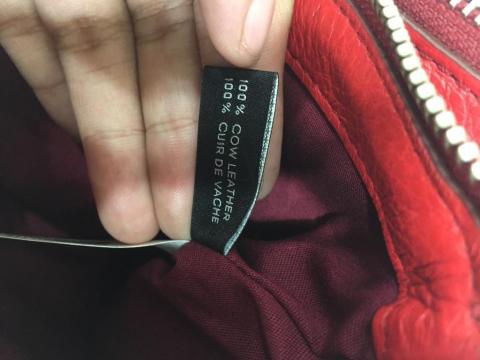 100% COW LEATHER
100% CUIR DE VACHE